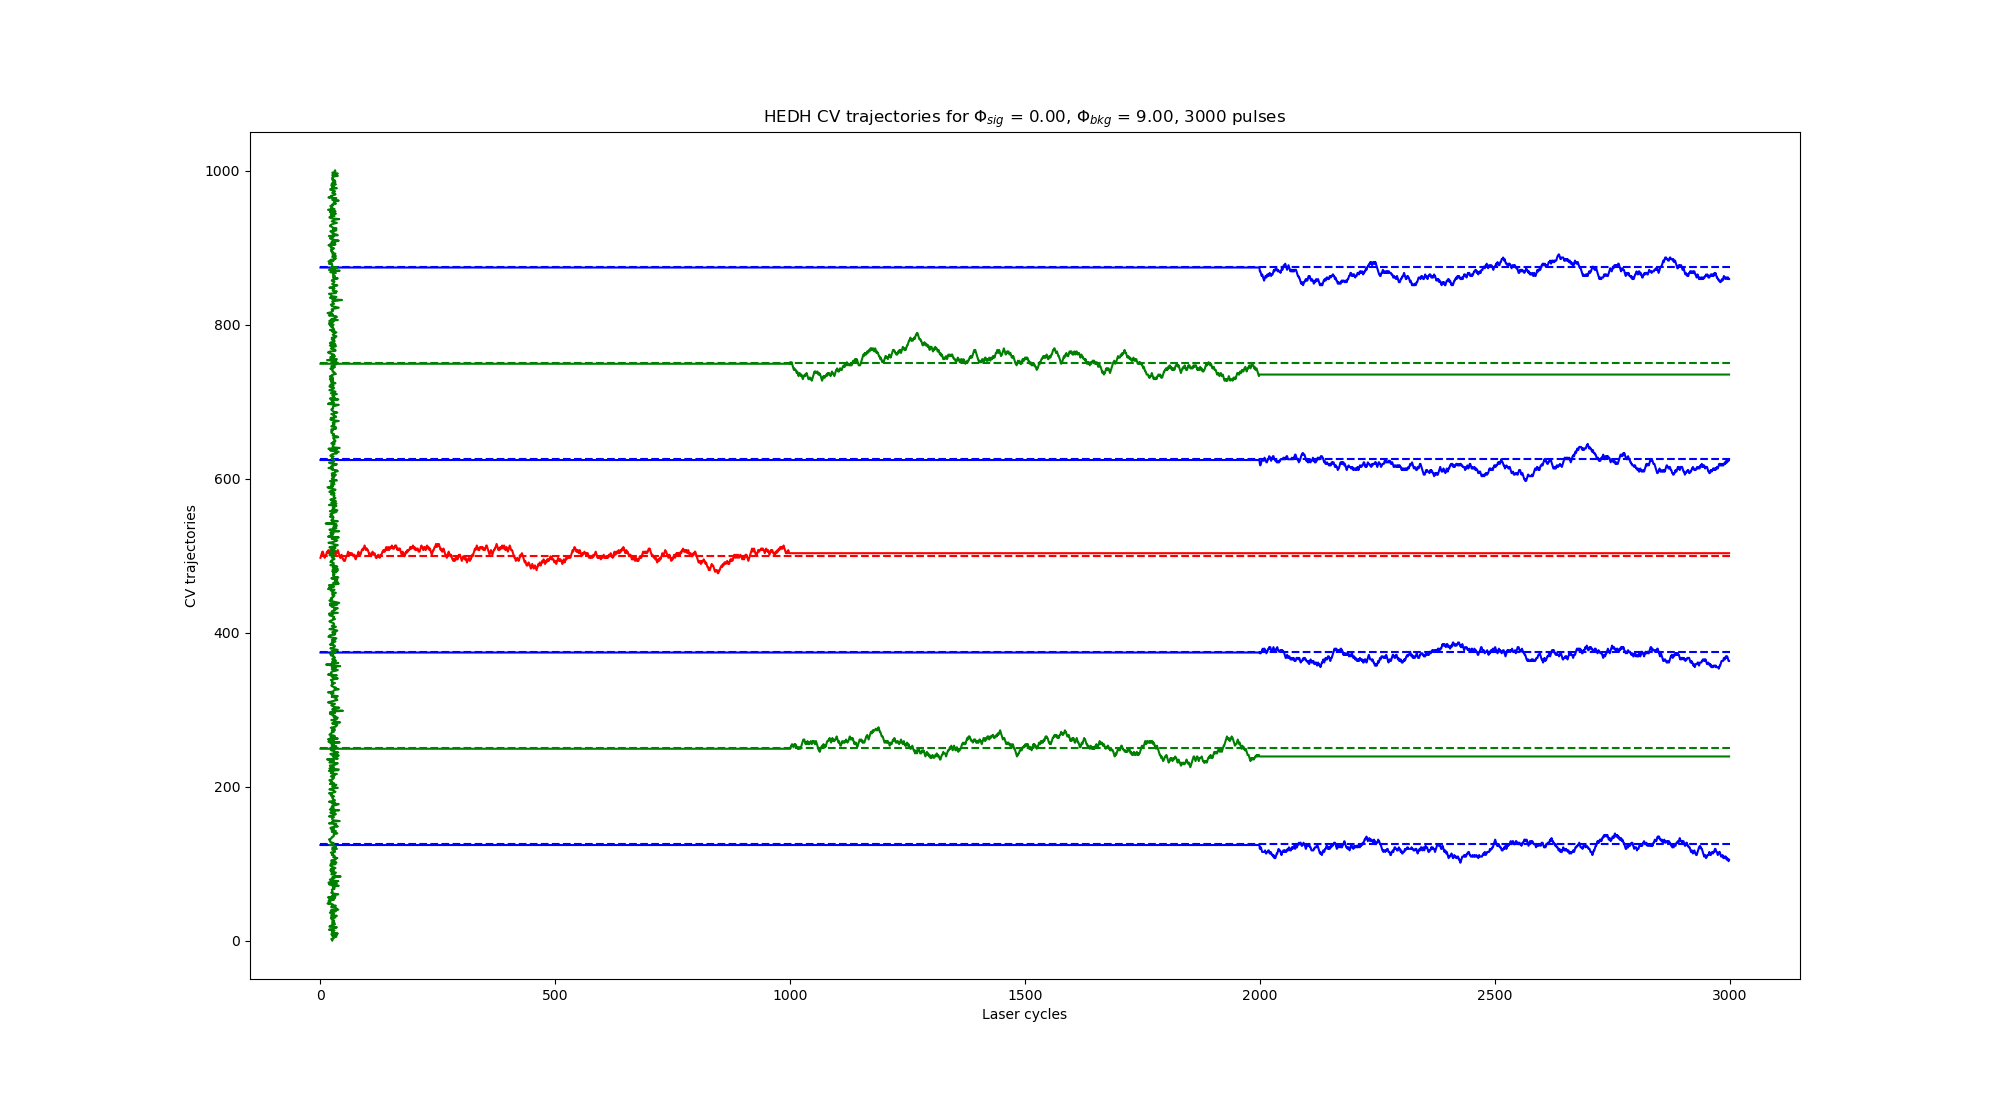 HEDH CV trajectories for Φsig = 0.00, Φbkg = 9.00, 3000 pulses
1000
800
600
400
200
0
CV trajectories
0 500 1000 1500 2000 2500 3000
Laser cycles